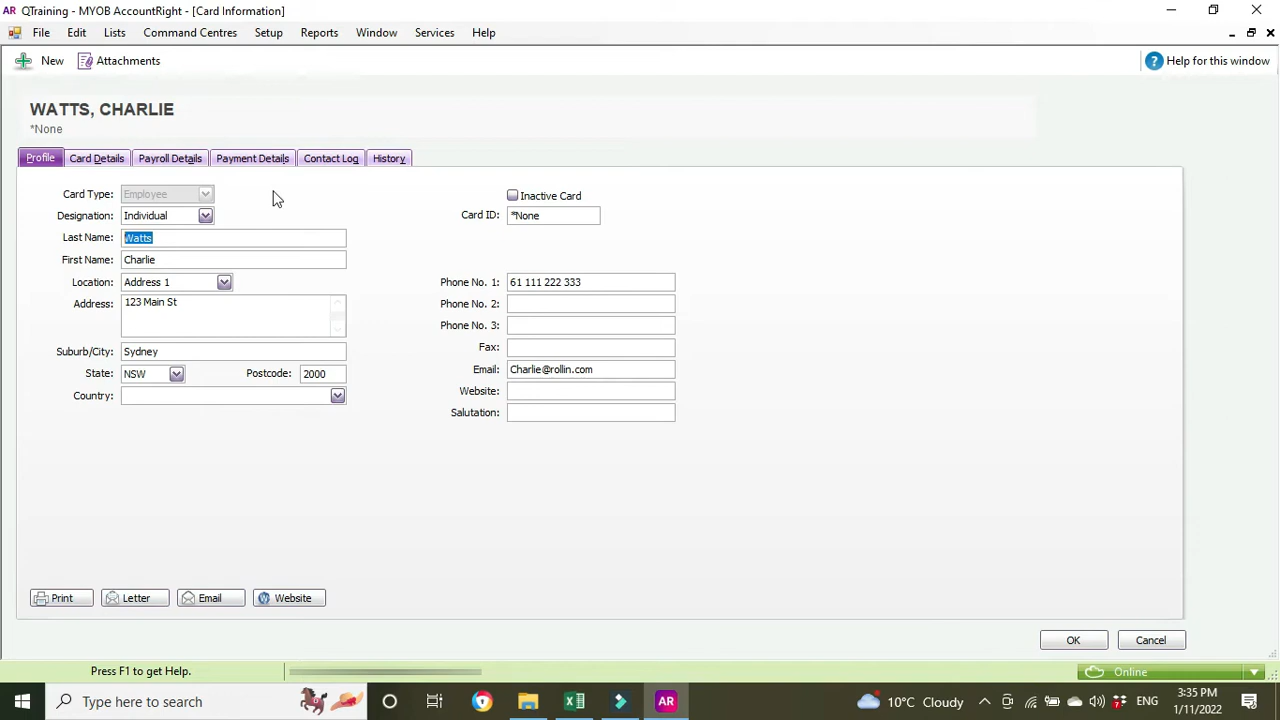 AR QTraining - MYOB AccountRight - [Card Information]
File Edit Lists Command Centres Setup Reports Window Services Help
New Attachments Help for this window
WATTS, CHARLIE
*None
Profile Card Details Payroll Details Payment Details Contact Log History
Card Type: Employee Inactive Card
Designation: Individual Card ID: *None
Last Name: Watts
First Name: Charlie
Location: Address 1 Phone No. 1: 61 111 222 333
Address: 123 Main St Phone No. 2:
Phone No. 3:
Suburb/City: Sydney Fax:
State: NSW Postcode: 2000 Email: Charlie@rollin.com
Country: Website:
Salutation:
Print Letter Email Website
OK Cancel
Press F1 to get Help. Online
Type here to search AR 10°C Cloudy ENG 3:35 PM
1/11/2022